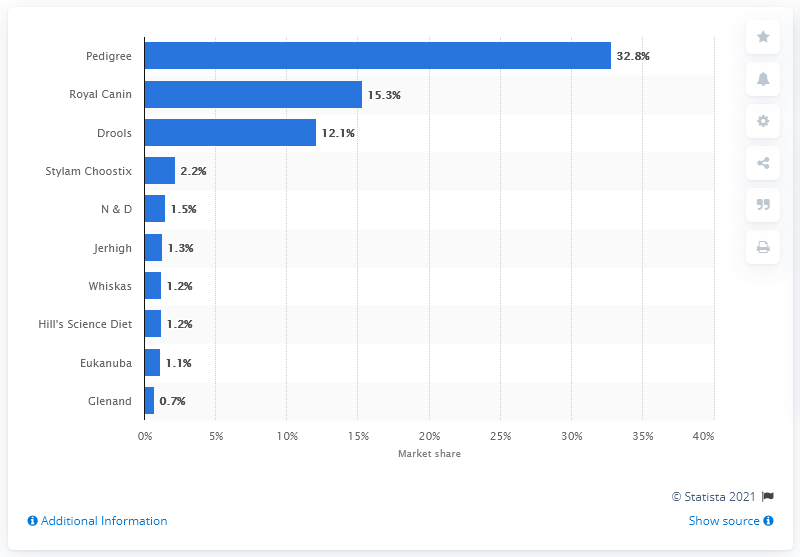 Pedigree 32.8%
Royal Canin 15.3%
Drools 12.1%
Stylam Choostix 2.2%
N & D 1.5%
Jerhigh 1.3%
Whiskas 1.2%
Hill's Science Diet 1.2%
Eukanuba 1.1%
Glenand 0.7%
0% 5% 10% 15% 20% 25% 30% 35% 40%
Market share
© Statista 2021
Additional Information Show source